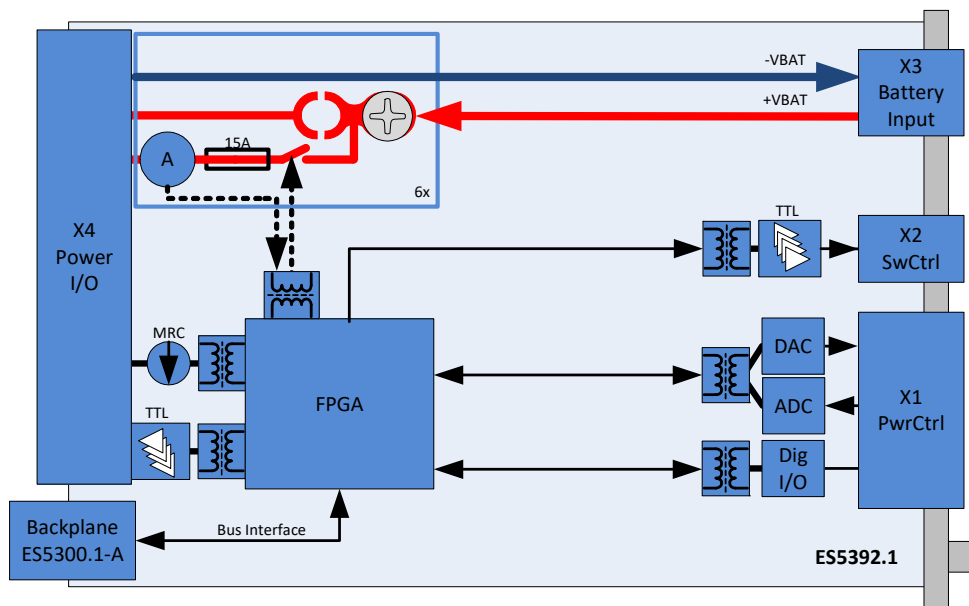 -VBAT
X3
Battery
Input
+VBAT
15A
A
6x
X4
Power
I/O
TTL
X2
SwCtrl
MRC
DAC
FPGA
ADC
X1
PwrCtrl
TTL
Dig
I/O
Backplane
ES5300.1-A
Bus Interface
ES5392.1